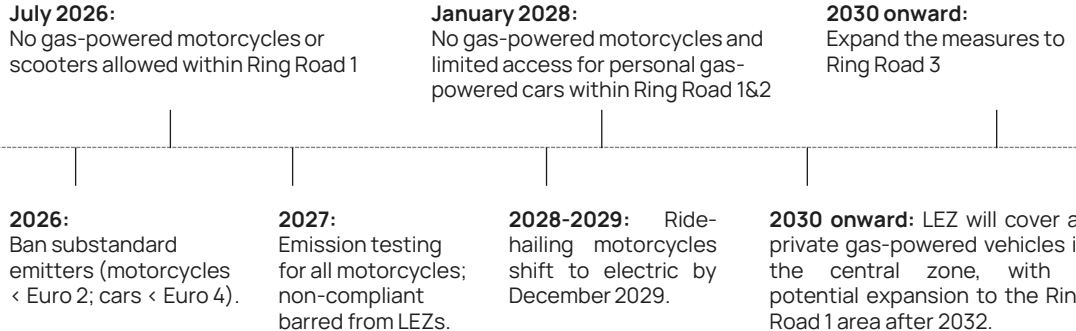 July 2026:
No gas-powered motorcycles or
scooters allowed within Ring Road 1
January 2028:
No gas-powered motorcycles and
limited access for personal gas-
powered cars within Ring Road 1&2
2030 onward:
Expand the measures to
Ring Road 3
2026:
Ban substandard
emitters (motorcycles
< Euro 2; cars < Euro 4).
2027:
Emission testing
for all motorcycles;
non-compliant
barred from LEZs.
2028-2029: Ride-
hailing motorcycles
shift to electric by
December 2029.
2030 onward: LEZ will cover
private gas-powered vehicles
the central zone, with
potential expansion to the
Road 1 area after 2032.